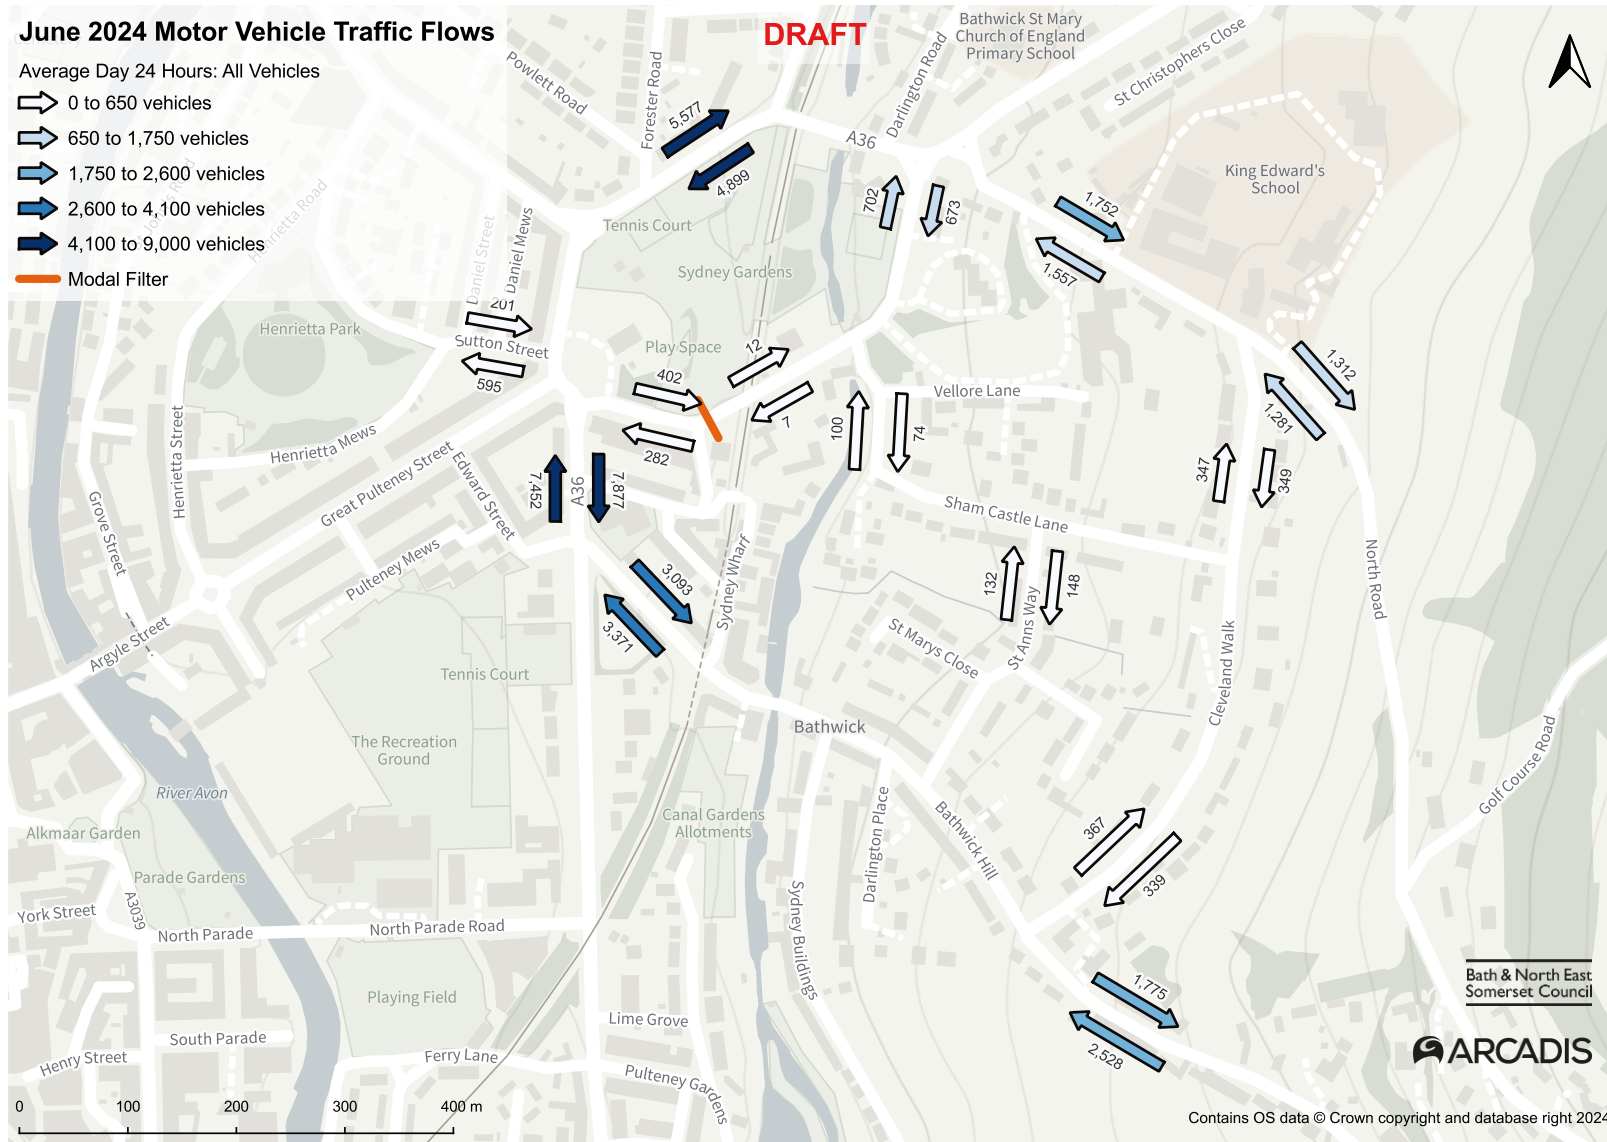 June 2024 Motor Vehicle Traffic Flows
Average Day 24 Hours: All Vehicles
0 to 650 vehicles
650 to 1,750 vehicles
1,750 to 2,600 vehicles
2,600 to 4,100 vehicles
4,100 to 9,000 vehicles
Modal Filter
DRAFT
Bathwick St Mary
Church of England
Primary School
St Christophers Close
Darlington Road
Powlett Road
Forester Road
5,577
4,899
A36
King Edward's
School
702
673
1,752
1,557
Henrietta Road
Daniel Street
Daniel Mews
Tennis Court
Sydney Gardens
201
Sutton Street
595
Henrietta Park
Play Space
12
402
7
282
Vellore Lane
100
74
1,312
1,281
347
349
Henrietta Street
Henrietta Mews
Great Pulteney Street
Edward Street
7,452
A36
7,877
Grove Street
Pulteney Mews
Sham Castle Lane
North Road
3,093
3,371
Sydney Wharf
132
148
St Anns Way
St Marys Close
Argyle Street
Cleveland Walk
Tennis Court
Bathwick
The Recreation
Ground
River Avon
Golf Course Road
Alkmaar Garden
Canal Gardens
Allotments
Darlington Place
Bathwick Hill
367
339
Parade Gardens
York Street
A3039
North Parade
North Parade Road
Sydney Buildings
Playing Field
1,775
2,528
Bath & North East
Somerset Council
Lime Grove
South Parade
Henry Street
Ferry Lane
Pulteney Gardens
ARCADIS
0 100 200 300 400 m
Contains OS data © Crown copyright and database right 2024